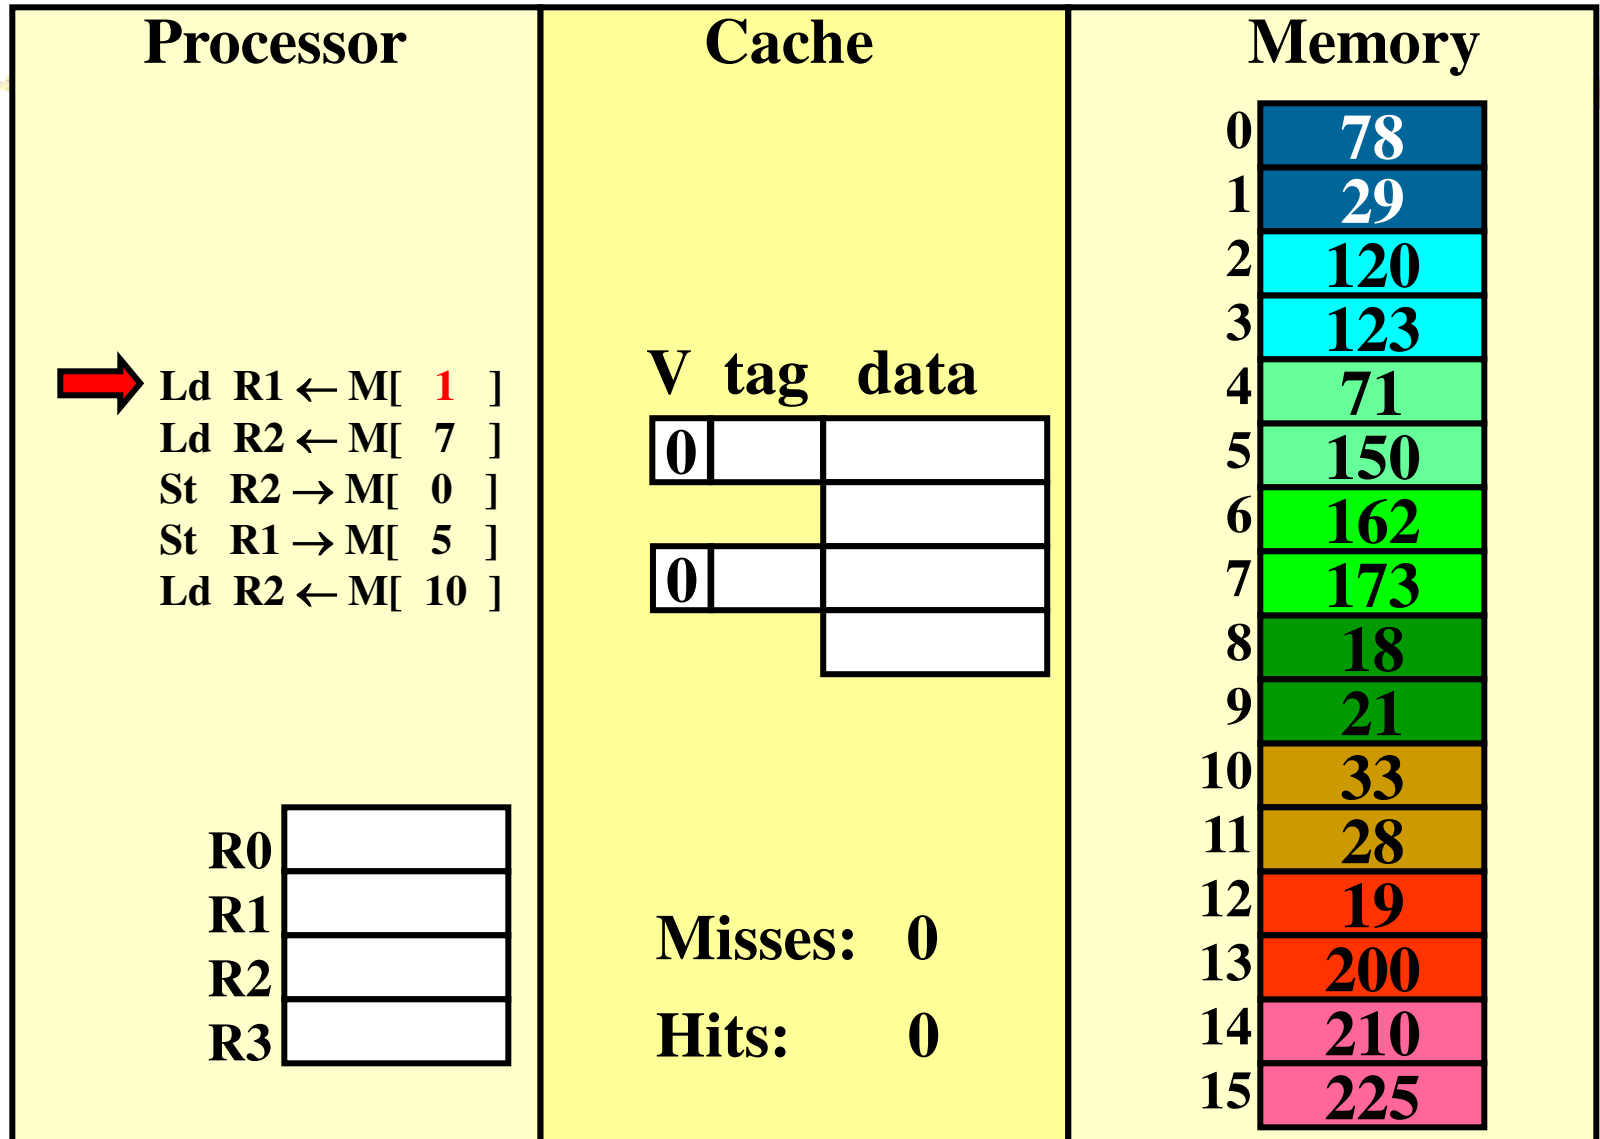 Processor
Ld R1 ← M[ 1 ]
Ld R2 ← M[ 7 ]
St R2 → M[ 0 ]
St R1 → M[ 5 ]
Ld R2 ← M[ 10 ]
R0
R1
R2
R3
Cache
V tag data
0
0
Misses: 0
Hits: 0
Memory
0 78
1 29
2 120
3 123
4 71
5 150
6 162
7 173
8 18
9 21
10 33
11 28
12 19
13 200
14 210
15 225